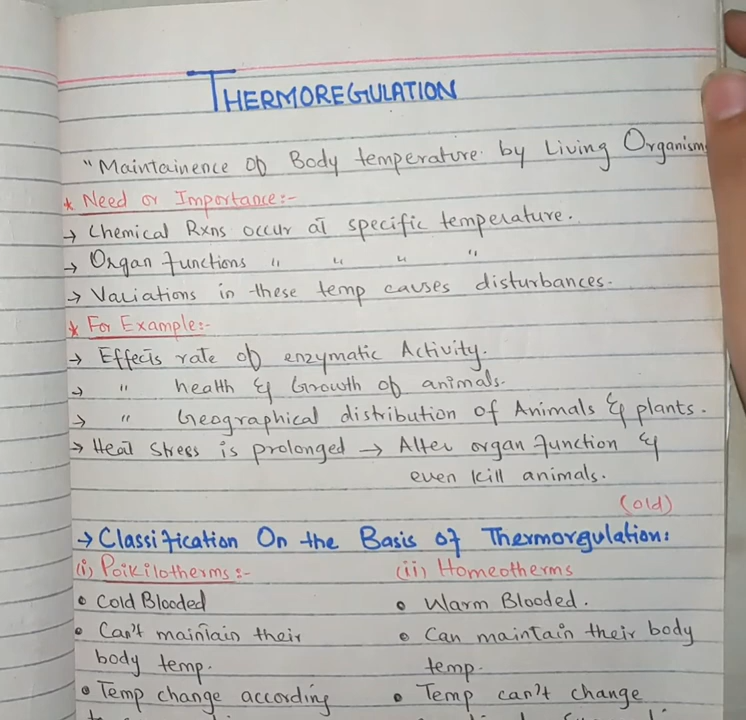 THERMOREGULATION
"Maintainence Of Body temperature by Living Organism
* Need or Importance:-
→ Chemical Rxns occur at specific temperature.
→ Organ functions " " " "
→ Variations in these temp causes disturbances.
* For Example:-
→ Effects rate of enzymatic Activity.
→ " health & Growth of animals.
→ " Geographical distribution of Animals & plants.
→ Heat Stress is prolonged → Alter organ function &
even kill animals.
(old)
→ Classification On the Basis of Thermorgulation:
(i) Poikilotherms:-
• Cold Blooded
• Can't maintain their
body temp.
• Temp change according
(ii) Homeotherms
• Warm Blooded.
• Can maintain their body
temp.
• Temp can't change